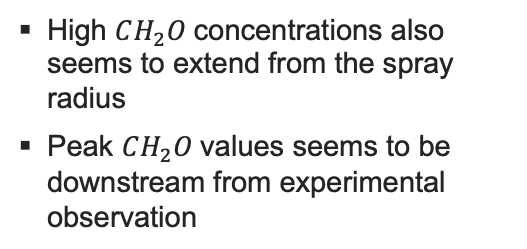 ▪ High 𝐶𝐻₂𝑂 concentrations also
seems to extend from the spray
radius
▪ Peak 𝐶𝐻₂𝑂 values seems to be
downstream from experimental
observation